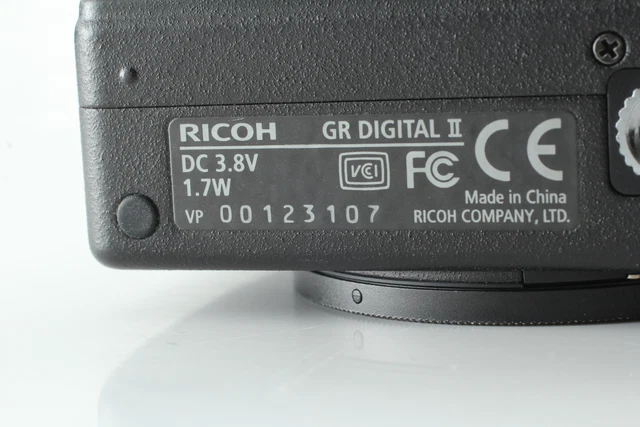 RICOH GR DIGITAL II
DC 3.8V
1.7W
VCI FC CE
Made in China
VP 00123107 RICOH COMPANY, LTD.